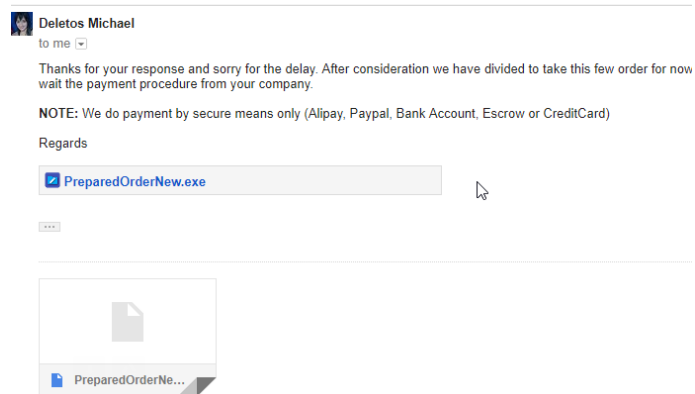 Deletos Michael
to me
Thanks for your response and sorry for the delay. After consideration we have divided to take this few order for now
wait the payment procedure from your company.
NOTE: We do payment by secure means only (Alipay, Paypal, Bank Account, Escrow or CreditCard)
Regards
PreparedOrderNew.exe
PreparedOrderNe...